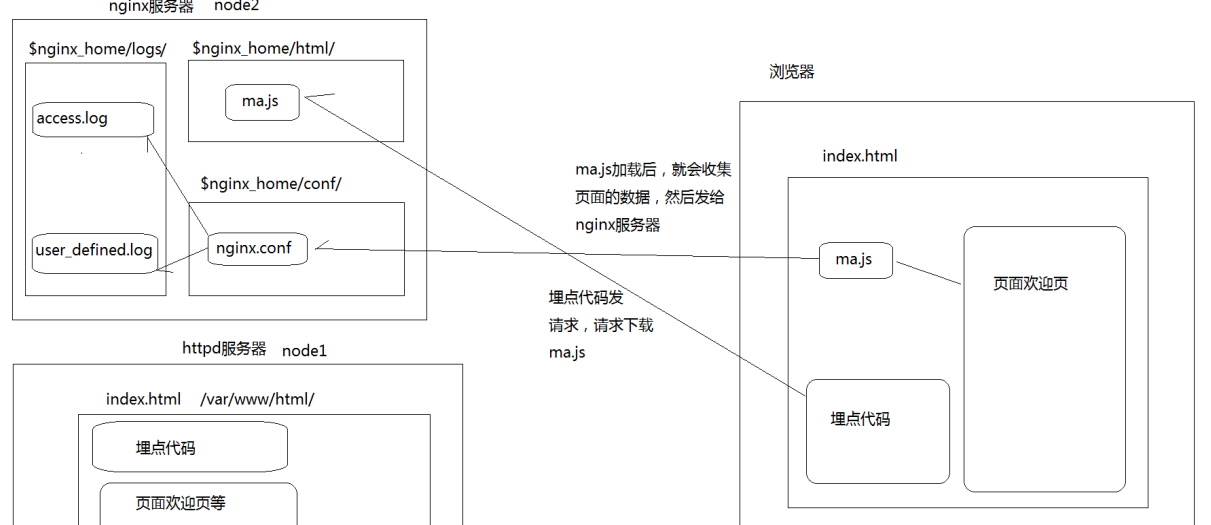 nginx服务器 node2
$nginx_home/logs/
$nginx_home/html/
ma.js
access.log
$nginx_home/conf/
user_defined.log
nginx.conf
httpd服务器 node1
index.html /var/www/html/
埋点代码
页面欢迎页等
ma.js加载后，就会收集
页面的数据，然后发给
nginx服务器
埋点代码发
请求，请求下载
ma.js
浏览器
index.html
ma.js
页面欢迎页
埋点代码